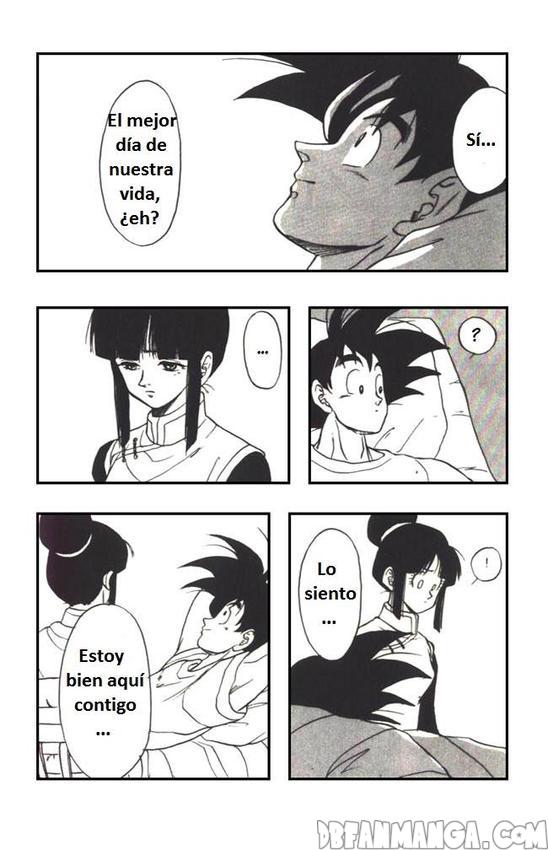 Sí...
El mejor
día de
nuestra
vida,
¿eh?
?
...
!
Lo
siento
...
Estoy
bien aquí
contigo
...
DBFANMANGA.COM